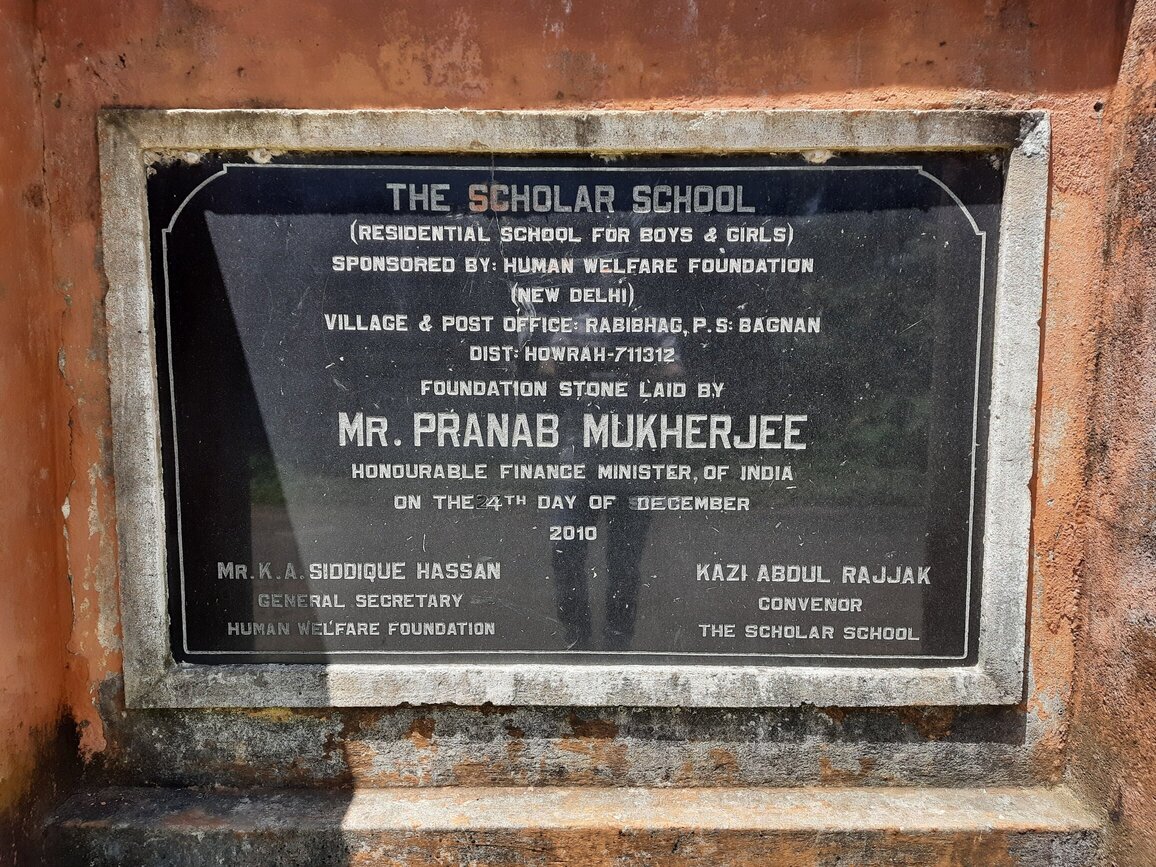 THE SCHOLAR SCHOOL
(RESIDENTIAL SCHOOL FOR BOYS & GIRLS)
SPONSORED BY: HUMAN WELFARE FOUNDATION
(NEW DELHI)
VILLAGE & POST OFFICE: RABIBHAG, P.S: BAGNAN
DIST: HOWRAH-711312
FOUNDATION STONE LAID BY
MR. PRANAB MUKHERJEE
HONOURABLE FINANCE MINISTER, OF INDIA
ON THE 24TH DAY OF DECEMBER
2010
MR. K.A. SIDDIQUE HASSAN
GENERAL SECRETARY
HUMAN WELFARE FOUNDATION
KAZI ABDUL RAJJAK
CONVENOR
THE SCHOLAR SCHOOL